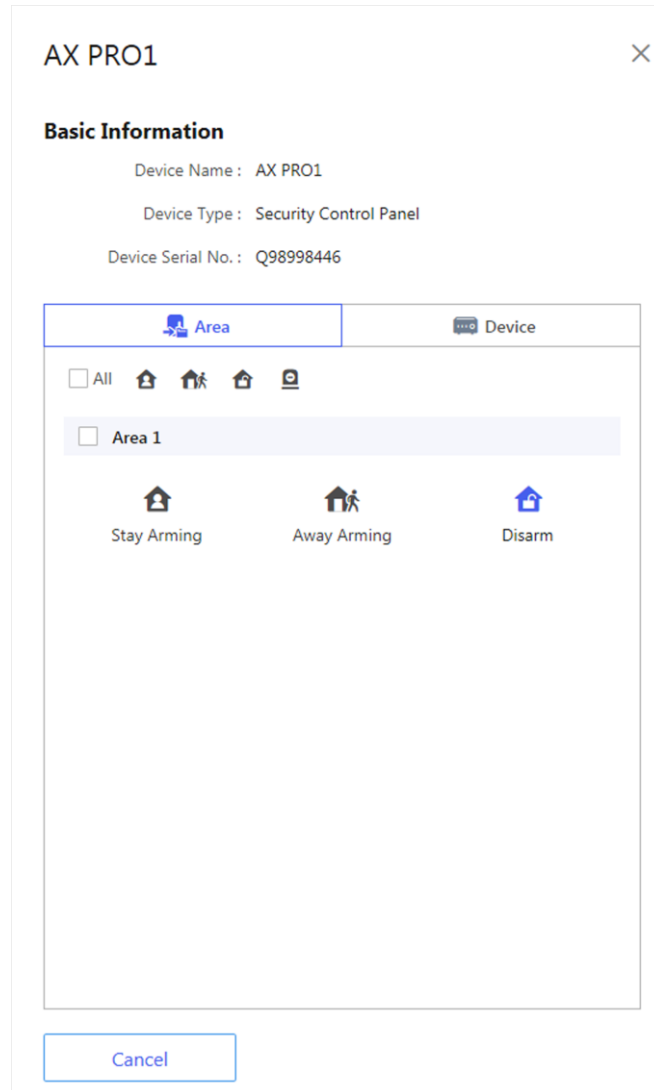 AX PRO1
Basic Information
Device Name : AX PRO1
Device Type : Security Control Panel
Device Serial No. : Q98998446
Area Device
All
Area 1
Stay Arming Away Arming Disarm
Cancel